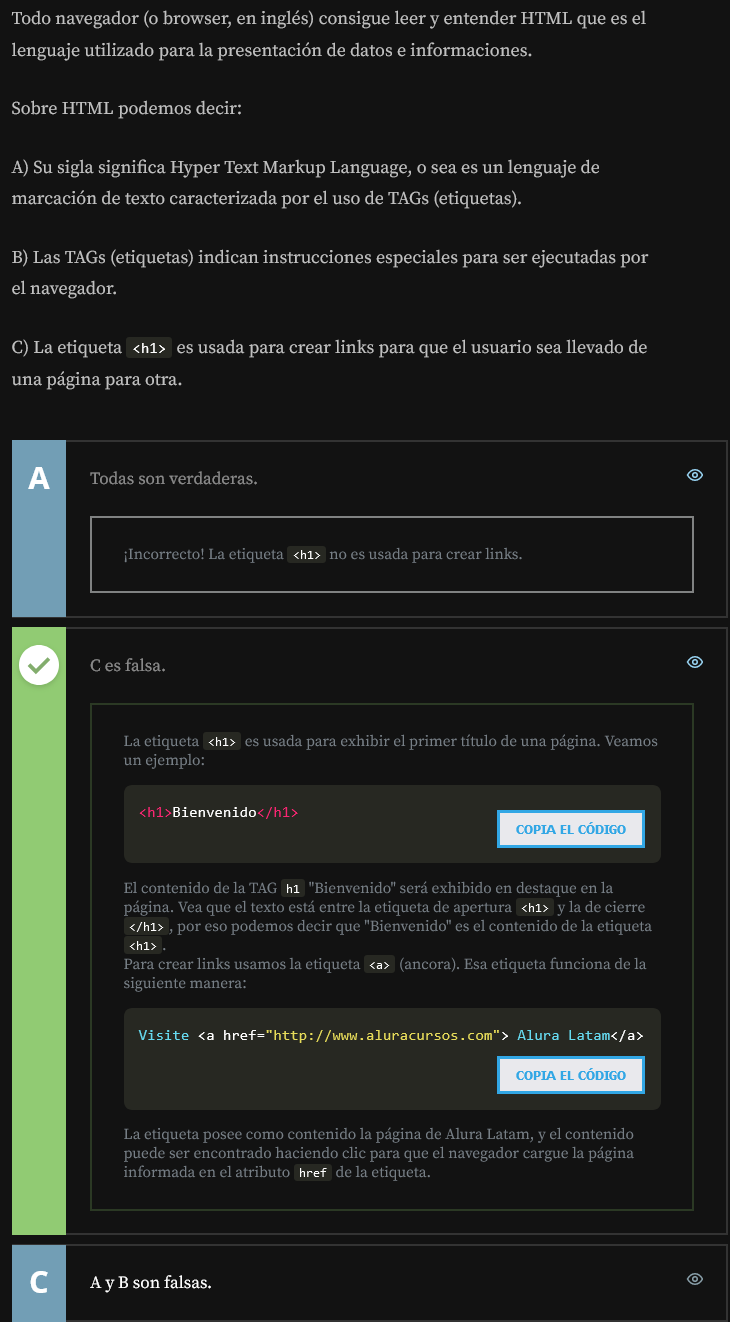 Todo navegador (o browser, en inglés) consigue leer y entender HTML que es el
lenguaje utilizado para la presentación de datos e informaciones.
Sobre HTML podemos decir:
A) Su sigla significa Hyper Text Markup Language, o sea es un lenguaje de
marcación de texto caracterizada por el uso de TAGs (etiquetas).
B) Las TAGs (etiquetas) indican instrucciones especiales para ser ejecutadas por
el navegador.
C) La etiqueta <h1> es usada para crear links para que el usuario sea llevado de
una página para otra.
A
Todas son verdaderas.
¡Incorrecto! La etiqueta <h1> no es usada para crear links.
C es falsa.
La etiqueta <h1> es usada para exhibir el primer título de una página. Veamos
un ejemplo:
<h1>Bienvenido</h1>
COPIA EL CÓDIGO
El contenido de la TAG h1 "Bienvenido" será exhibido en destaque en la
página. Vea que el texto está entre la etiqueta de apertura <h1> y la de cierre
</h1>, por eso podemos decir que "Bienvenido" es el contenido de la etiqueta
<h1>.
Para crear links usamos la etiqueta <a> (ancora). Esa etiqueta funciona de la
siguiente manera:
Visite <a href="http://www.aluracursos.com"> Alura Latam</a>
COPIA EL CÓDIGO
La etiqueta posee como contenido la página de Alura Latam, y el contenido
puede ser encontrado haciendo clic para que el navegador cargue la página
informada en el atributo href de la etiqueta.
C
A y B son falsas.